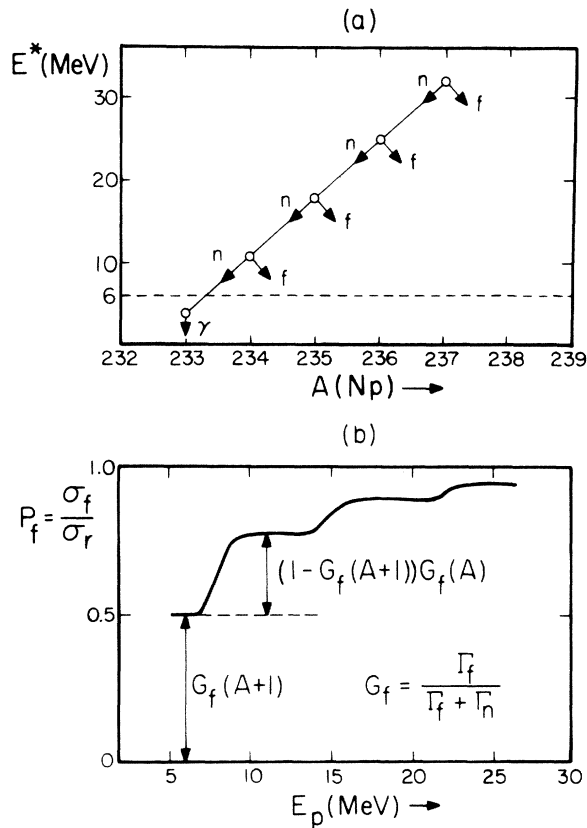 (a)
E*(MeV)
30
20
10
6
n
f
n
f
n
f
n
f
γ
232 233 234 235 236 237 238 239
A(Np) →
(b)
P_f = σ_f / σ_r
1.0
0.5
0
(1-G_f(A+1))G_f(A)
G_f(A+1)
G_f = Γ_f / (Γ_f + Γ_n)
5 10 15 20 25 30
E_p(MeV) →